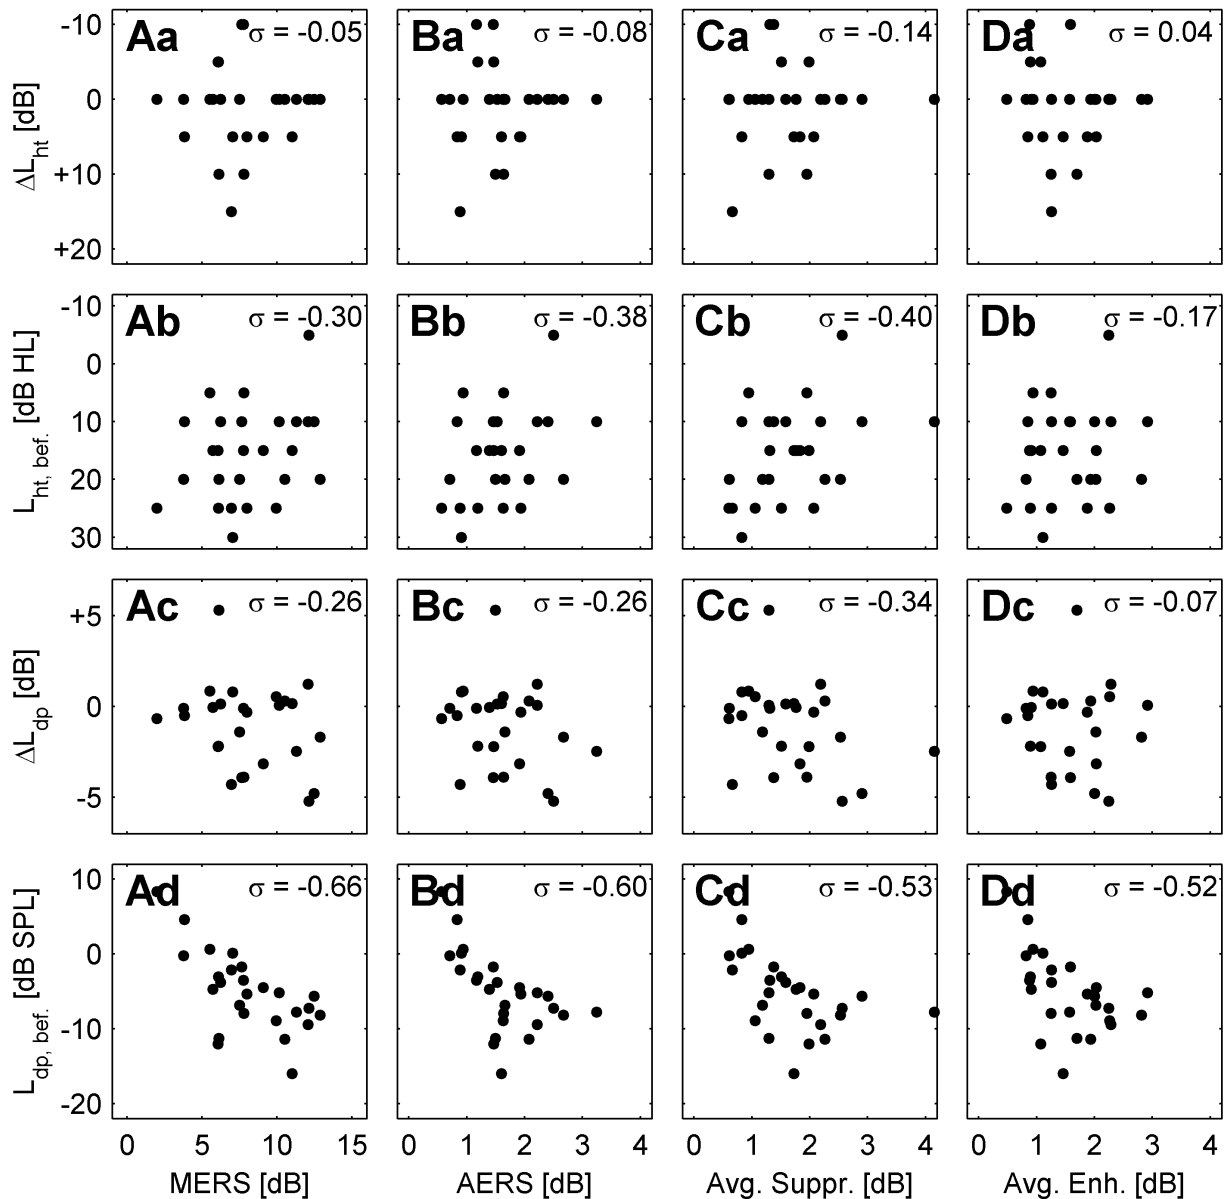 -10
0
+10
+20
ΔLht [dB]
Aa
σ = -0.05
Ba
σ = -0.08
Ca
σ = -0.14
Da
σ = 0.04
-10
0
10
20
30
Lht, bef. [dB HL]
Ab
σ = -0.30
Bb
σ = -0.38
Cb
σ = -0.40
Db
σ = -0.17
+5
0
-5
ΔLdp [dB]
Ac
σ = -0.26
Bc
σ = -0.26
Cc
σ = -0.34
Dc
σ = -0.07
10
0
-10
-20
Ldp, bef. [dB SPL]
Ad
σ = -0.66
Bd
σ = -0.60
Cd
σ = -0.53
Dd
σ = -0.52
0 5 10 15
0 1 2 3 4
0 1 2 3 4
0 1 2 3 4
MERS [dB]
AERS [dB]
Avg. Suppr. [dB]
Avg. Enh. [dB]